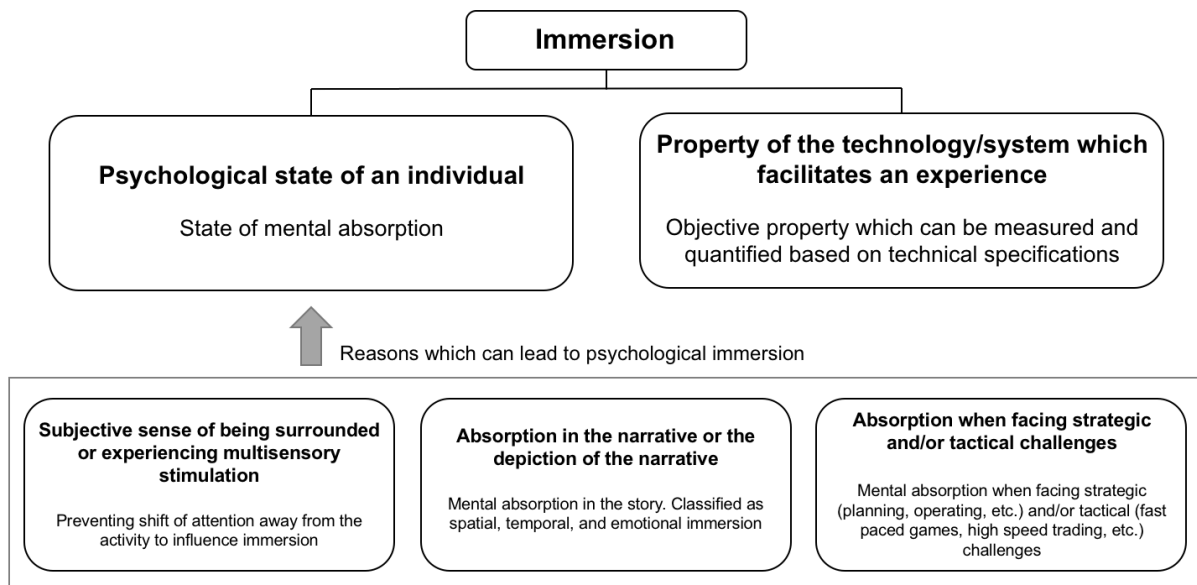 Immersion
Psychological state of an individual
State of mental absorption
Property of the technology/system which
facilitates an experience
Objective property which can be measured and
quantified based on technical specifications
Reasons which can lead to psychological immersion
Subjective sense of being surrounded
or experiencing multisensory
stimulation
Preventing shift of attention away from the
activity to influence immersion
Absorption in the narrative or the
depiction of the narrative
Mental absorption in the story. Classified as
spatial, temporal, and emotional immersion
Absorption when facing strategic
and/or tactical challenges
Mental absorption when facing strategic
(planning, operating, etc.) and/or tactical (fast
paced games, high speed trading, etc.)
challenges